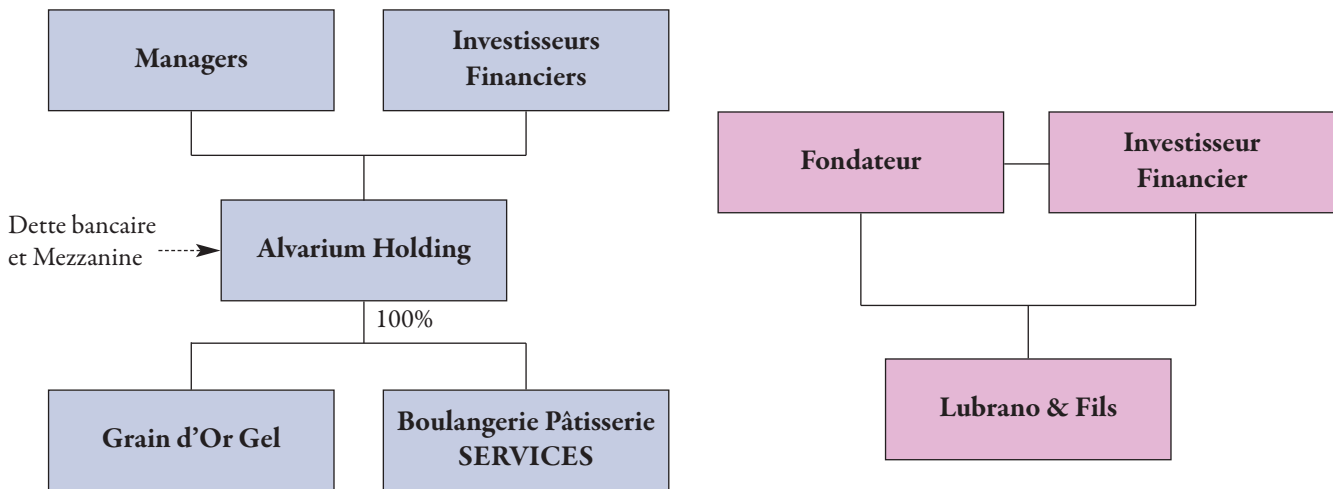 Managers
Investisseurs
Financiers
Dette bancaire
et Mezzanine
Alvarium Holding
100%
Grain d’Or Gel
Boulangerie Pâtisserie
SERVICES
Fondateur
Investisseur
Financier
Lubrano & Fils